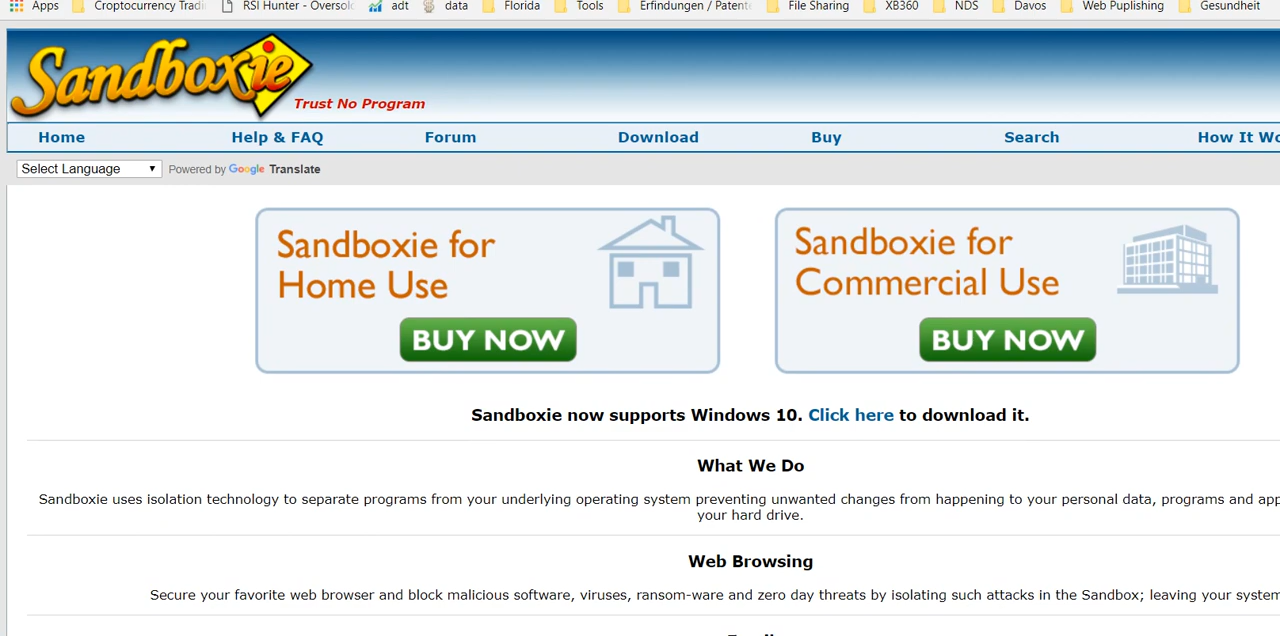 Apps Croptocurrency Tradi RSI Hunter - Oversol adt data Florida Tools Erfindungen / Patente File Sharing XB360 NDS Davos Web Puplishing Gesundheit
Sandboxie
Trust No Program
Home Help & FAQ Forum Download Buy Search How It Wo
Select Language Powered by Google Translate
Sandboxie for
Home Use
BUY NOW
Sandboxie for
Commercial Use
BUY NOW
Sandboxie now supports Windows 10. Click here to download it.
What We Do
Sandboxie uses isolation technology to separate programs from your underlying operating system preventing unwanted changes from happening to your personal data, programs and app
your hard drive.
Web Browsing
Secure your favorite web browser and block malicious software, viruses, ransom-ware and zero day threats by isolating such attacks in the Sandbox; leaving your system